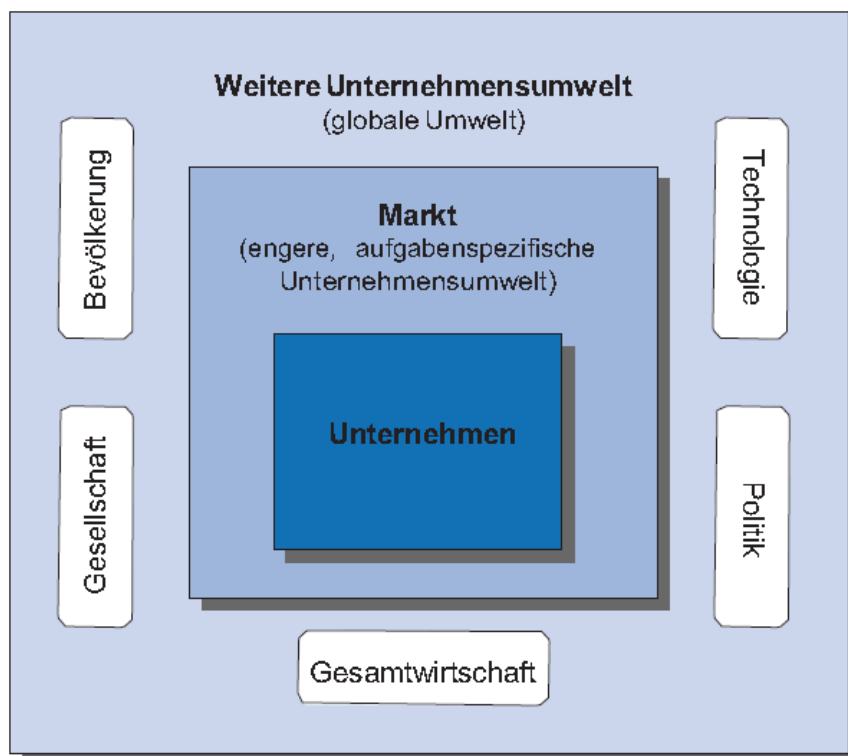 Weitere Unternehmensumwelt
(globale Umwelt)
Bevölkerung
Technologie
Markt
(engere, aufgabenspezifische
Unternehmensumwelt)
Unternehmen
Gesellschaft
Politik
Gesamtwirtschaft